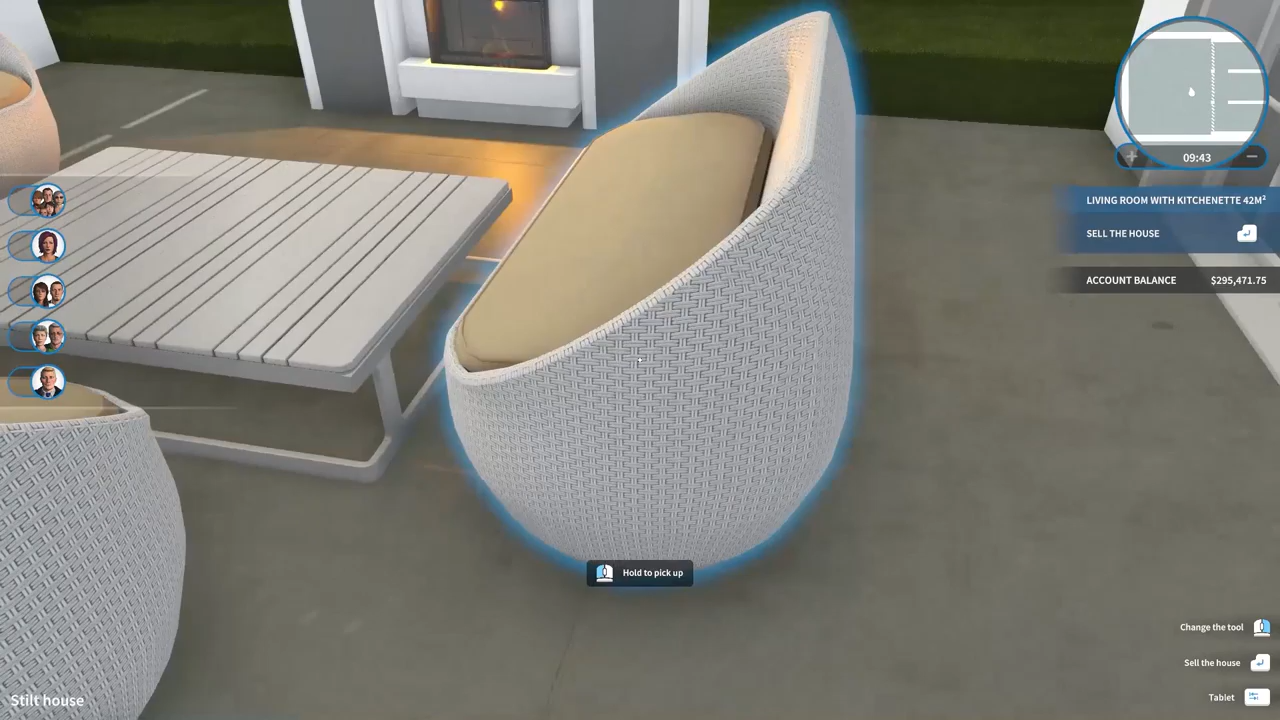 09:43
LIVING ROOM WITH KITCHENETTE 42M²
SELL THE HOUSE
ACCOUNT BALANCE $295,471.75
Hold to pick up
Change the tool
Sell the house
Tablet
Stilt house